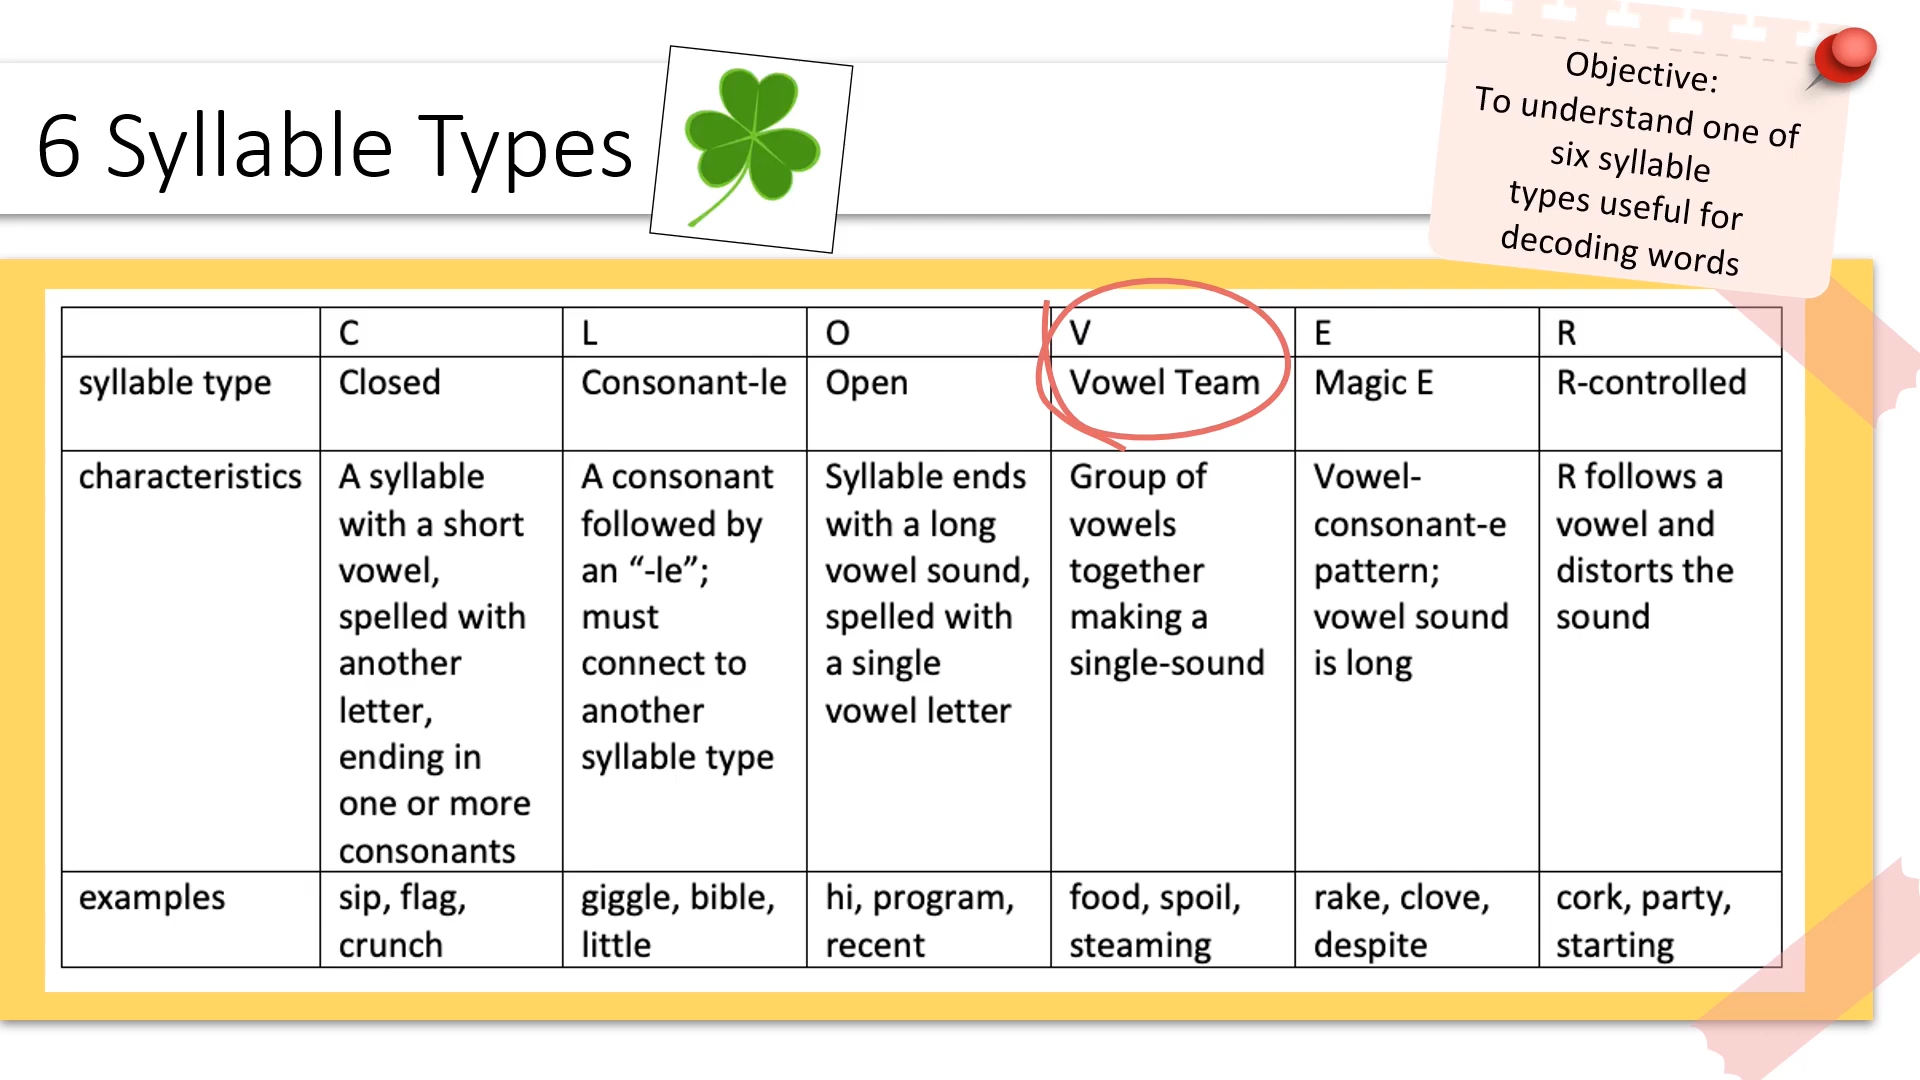 6 Syllable Types
Objective:
To understand one of
six syllable
types useful for
decoding words
C L O V E R
syllable type Closed Consonant-le Open Vowel Team Magic E R-controlled
characteristics
A syllable
with a short
vowel,
spelled with
another
letter,
ending in
one or more
consonants
A consonant
followed by
an “-le”;
must
connect to
another
syllable type
Syllable ends
with a long
vowel sound,
spelled with
a single
vowel letter
Group of
vowels
together
making a
single-sound
Vowel-
consonant-e
pattern;
vowel sound
is long
R follows a
vowel and
distorts the
sound
examples
sip, flag,
crunch
giggle, bible,
little
hi, program,
recent
food, spoil,
steaming
rake, clove,
despite
cork, party,
starting